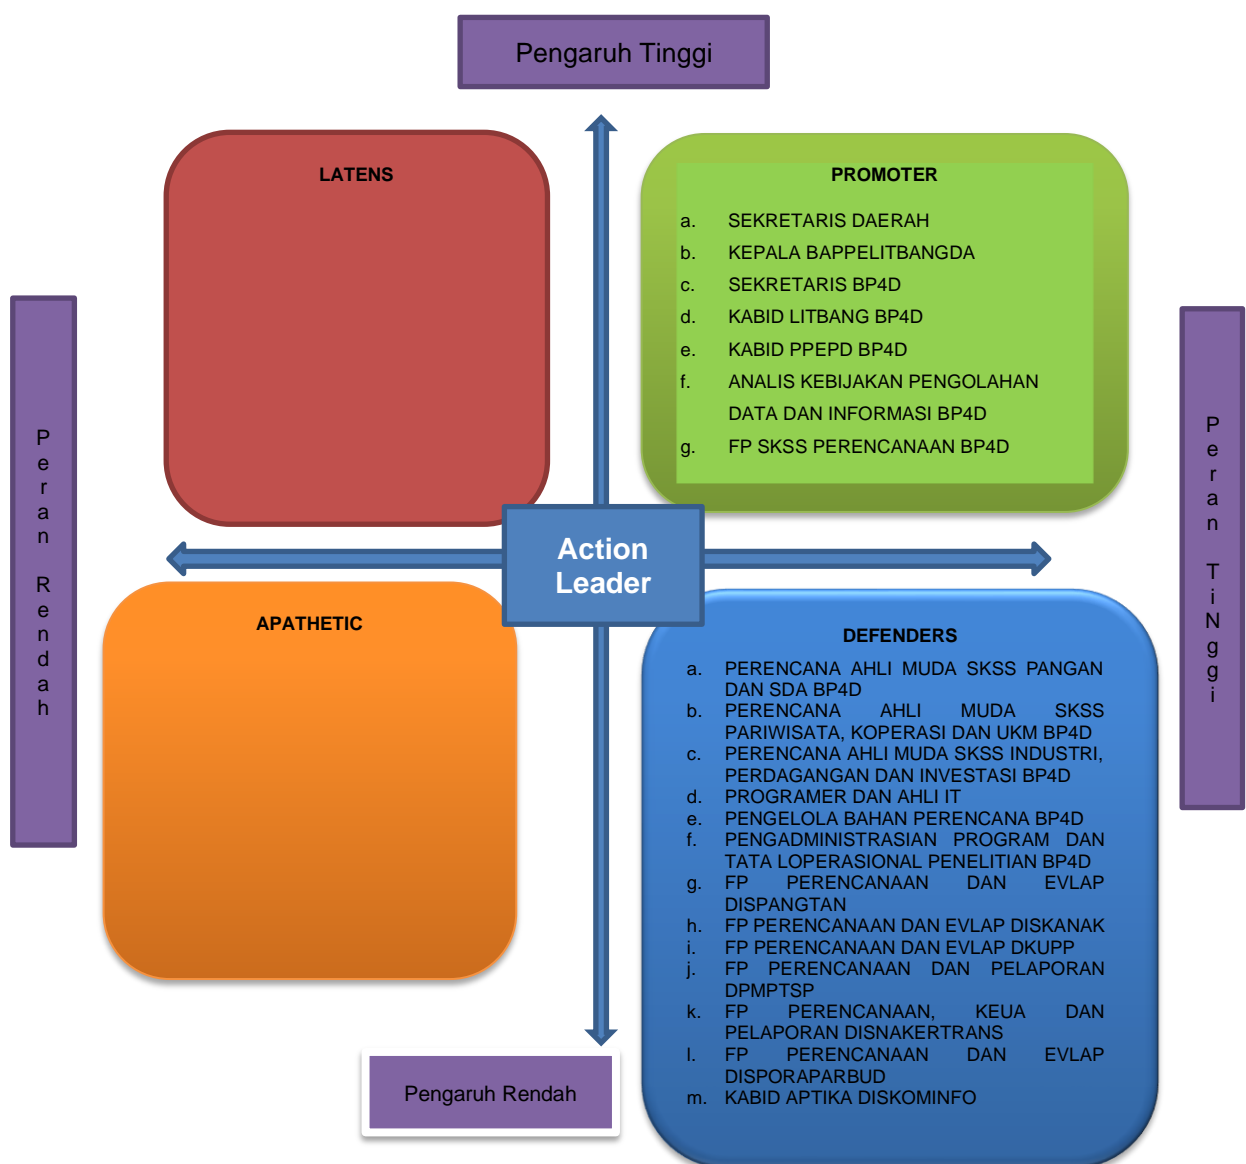 Pengaruh Tinggi
LATENS
PROMOTER
a. SEKRETARIS DAERAH
b. KEPALA BAPPELITBANGDA
c. SEKRETARIS BP4D
d. KABID LITBANG BP4D
e. KABID PPEPD BP4D
f. ANALIS KEBIJAKAN PENGOLAHAN
DATA DAN INFORMASI BP4D
g. FP SKSS PERENCANAAN BP4D
Peran Rendah
Peran TiNggi
Action
Leader
APATHETIC
DEFENDERS
a. PERENCANA AHLI MUDA SKSS PANGAN
DAN SDA BP4D
b. PERENCANA AHLI MUDA SKSS
PARIWISATA, KOPERASI DAN UKM BP4D
c. PERENCANA AHLI MUDA SKSS INDUSTRI,
PERDAGANGAN DAN INVESTASI BP4D
d. PROGRAMER DAN AHLI IT
e. PENGELOLA BAHAN PERENCANA BP4D
f. PENGADMINISTRASIAN PROGRAM DAN
TATA LOPERASIONAL PENELITIAN BP4D
g. FP PERENCANAAN DAN EVLAP
DISPANGTAN
h. FP PERENCANAAN DAN EVLAP DISKANAK
i. FP PERENCANAAN DAN EVLAP DKUPP
j. FP PERENCANAAN DAN PELAPORAN
DPMPTSP
k. FP PERENCANAAN, KEUA DAN
PELAPORAN DISNAKERTRANS
l. FP PERENCANAAN DAN EVLAP
DISPORAPARBUD
m. KABID APTIKA DISKOMINFO
Pengaruh Rendah